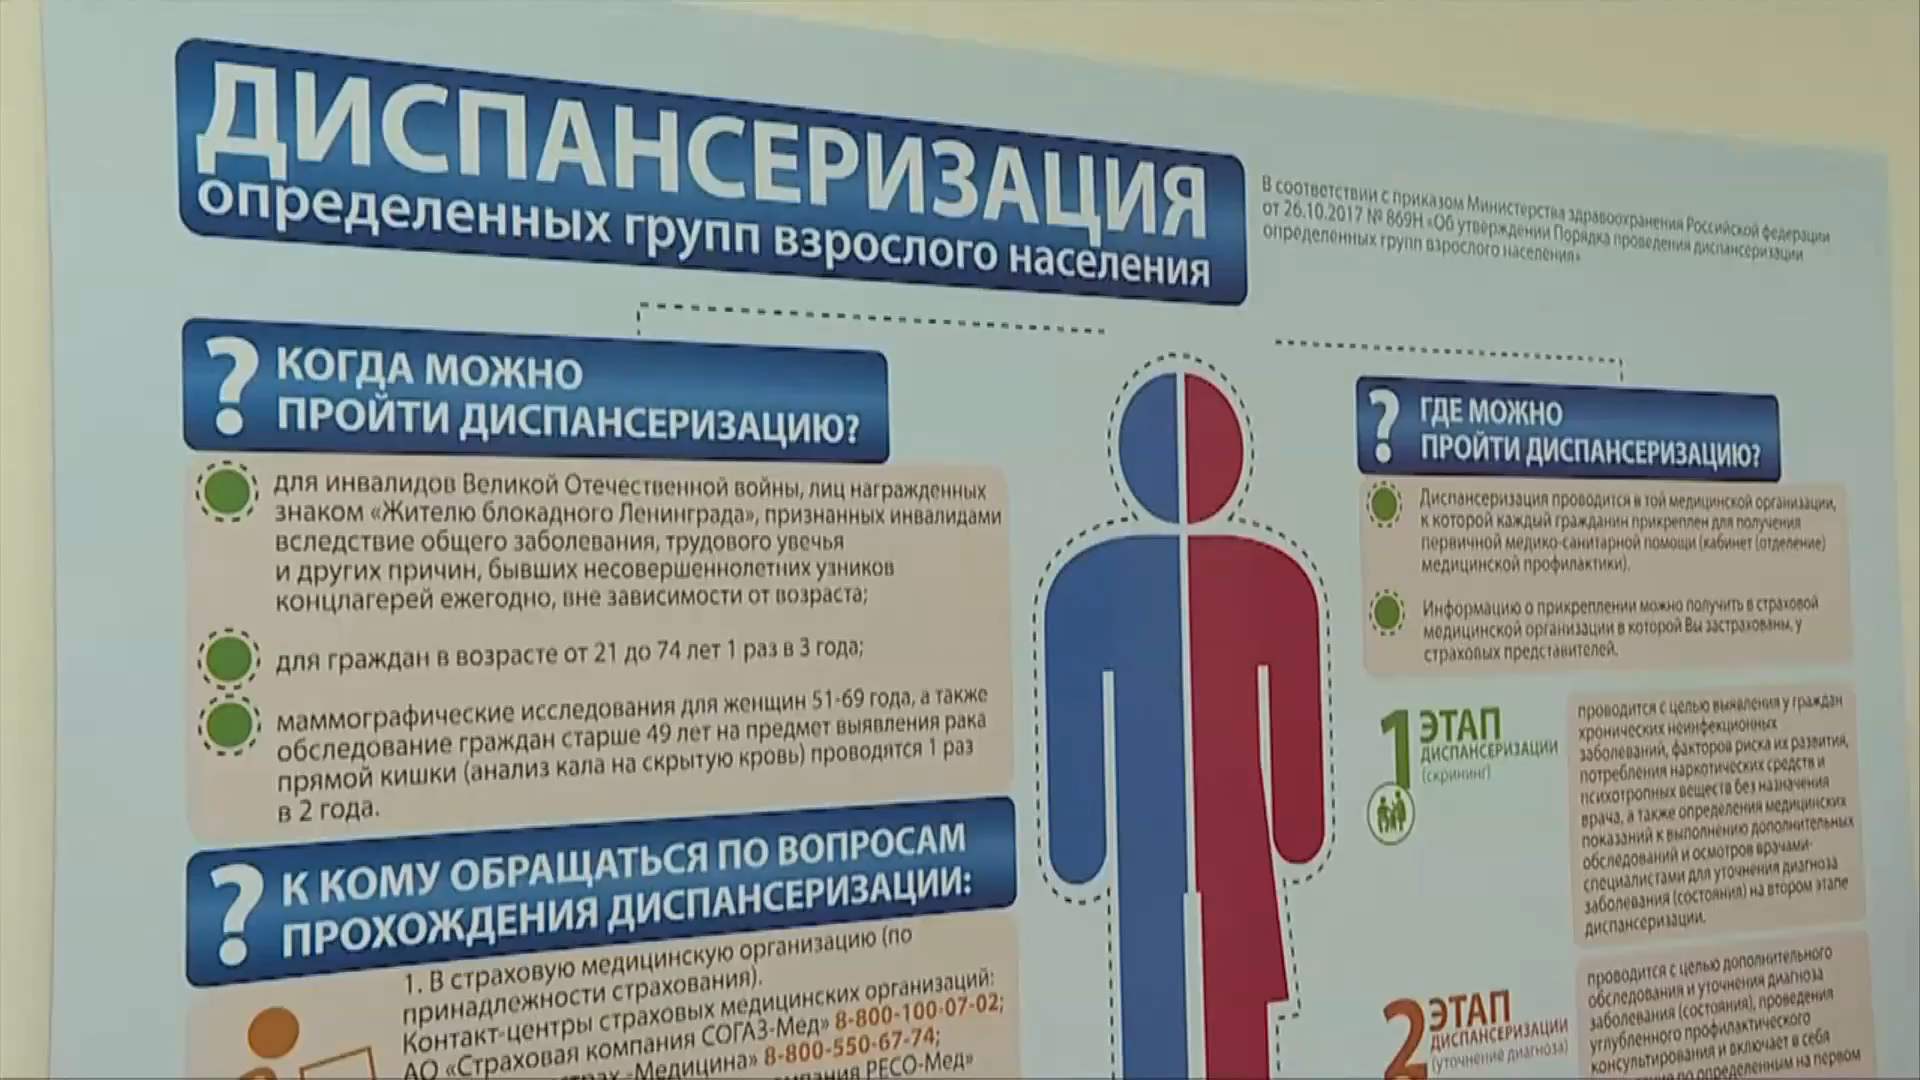 ДИСПАНСЕРИЗАЦИЯ
определенных групп взрослого населения
В соответствии с приказом Министерства здравоохранения Российской федерации
от 26.10.2017 № 869Н «Об утверждении Порядка проведения диспансеризации
определенных групп взрослого населения»
? КОГДА МОЖНО
ПРОЙТИ ДИСПАНСЕРИЗАЦИЮ?
для инвалидов Великой Отечественной войны, лиц награжденных
знаком «Жителю блокадного Ленинграда», признанных инвалидами
вследствие общего заболевания, трудового увечья
и других причин, бывших несовершеннолетних узников
концлагерей ежегодно, вне зависимости от возраста;
для граждан в возрасте от 21 до 74 лет 1 раз в 3 года;
маммографические исследования для женщин 51-69 года, а также
обследование граждан старше 49 лет на предмет выявления рака
прямой кишки (анализ кала на скрытую кровь) проводятся 1 раз
в 2 года.
? К КОМУ ОБРАЩАТЬСЯ ПО ВОПРОСАМ
ПРОХОЖДЕНИЯ ДИСПАНСЕРИЗАЦИИ:
1. В страховую медицинскую организацию (по
принадлежности страхования).
Контакт-центры страховых медицинских организаций:
АО «Страховая компания СОГАЗ-Мед» 8-800-100-07-02;
-Медицина» 8-800-550-67-74;
РЕСО-Мед»
? ГДЕ МОЖНО
ПРОЙТИ ДИСПАНСЕРИЗАЦИЮ?
Диспансеризация проводится в той медицинской организации,
к которой каждый гражданин прикреплен для получения
первичной медико-санитарной помощи (кабинет (отделение)
медицинской профилактики).
Информацию о прикреплении можно получить в страховой
медицинской организации в которой Вы застрахованы, у
страховых представителей.
1 ЭТАП
ДИСПАНСЕРИЗАЦИИ
(скрининг)
проводится с целью выявления у граждан
хронических неинфекционных
заболеваний, факторов риска их развития,
потребления наркотических средств и
психотропных веществ без назначения
врача, а также определения медицинских
показаний к выполнению дополнительных
обследований и осмотров врачами-
специалистами для уточнения диагноза
заболевания (состояния) на втором этапе
диспансеризации.
2 ЭТАП
ДИСПАНСЕРИЗАЦИИ
(уточнение диагноза)
проводится с целью дополнительного
обследования и уточнения диагноза
заболевания (состояния), проведения
углубленного профилактического
консультирования и включает в себя
по определенным на первом